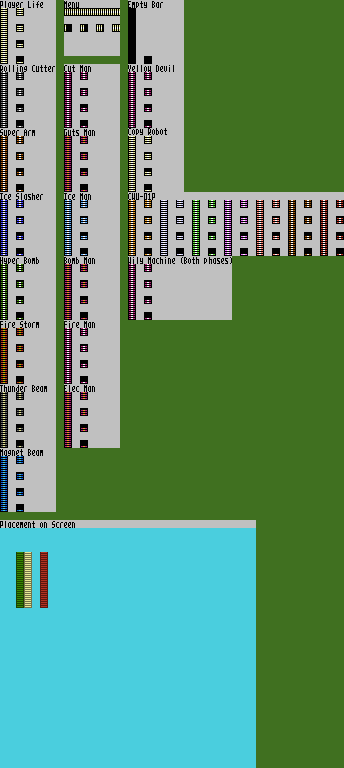 Player Life
Menu
Empty Bar
Rolling Cutter
Cut Man
Yellow Devil
Super Arm
Guts Man
Copy Robot
Ice Slasher
Ice Man
CWU-01P
Hyper Bomb
Bomb Man
Wily Machine (Both phases)
Fire Storm
Fire Man
Thunder Beam
Elec Man
Magnet Beam
Placement on Screen